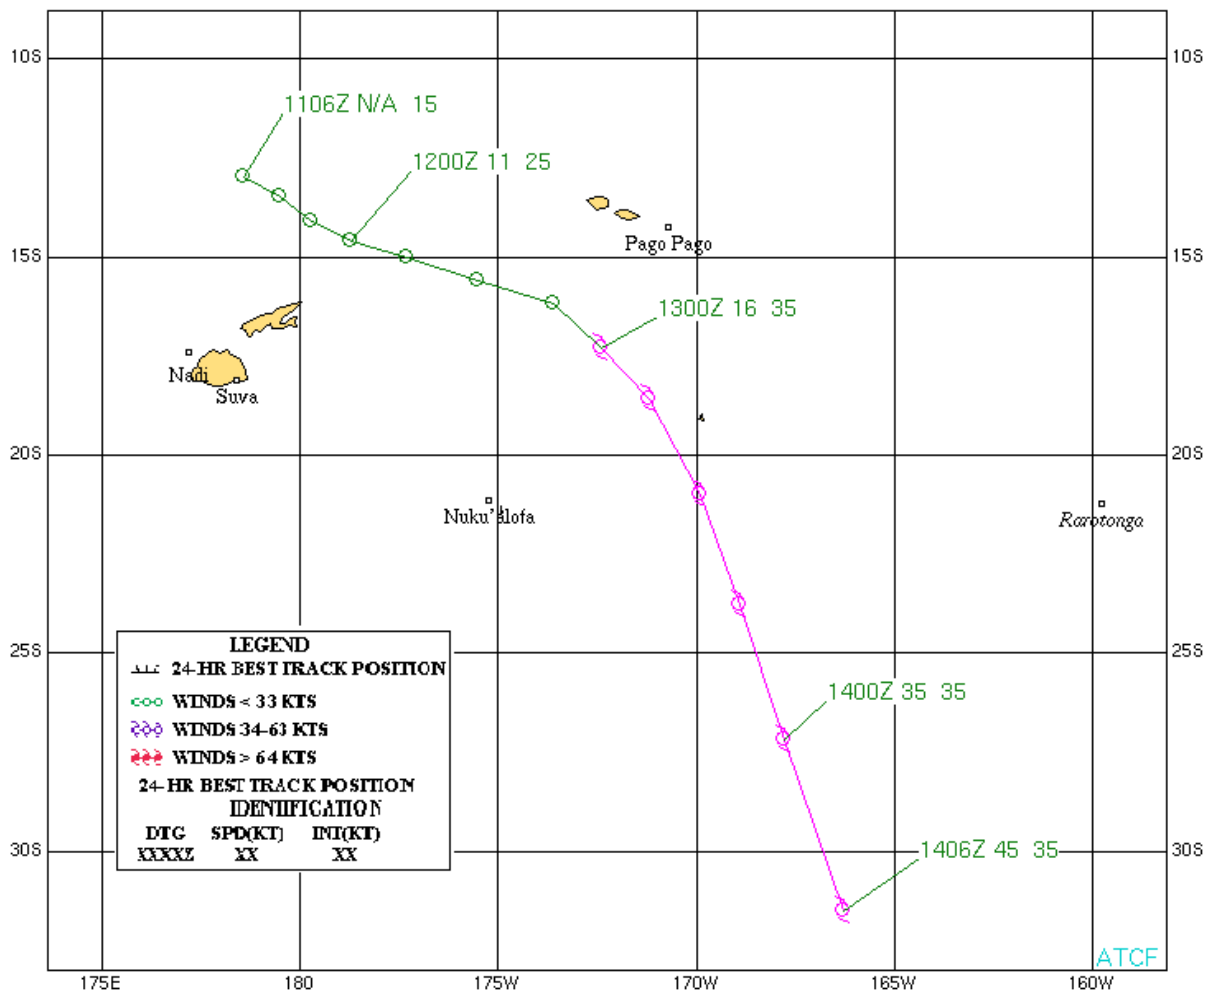 10S 10S
1106Z N/A 15
1200Z 11 25
Pago Pago
15S 15S
1300Z 16 35
Nadi
Suva
20S 20S
Nuku'alofa
Rarotonga
LEGEND
24-HR BEST TRACK POSITION
WINDS < 33 KTS
WINDS 34-63 KTS
WINDS > 64 KTS
24-HR BEST TRACK POSITION
IDENTIFICATION
DTG SPD(KT) INT(KT)
XXXXZ XX XX
25S 25S
1400Z 35 35
30S 30S
1406Z 45 35
ATCF
175E 180 175W 170W 165W 160W